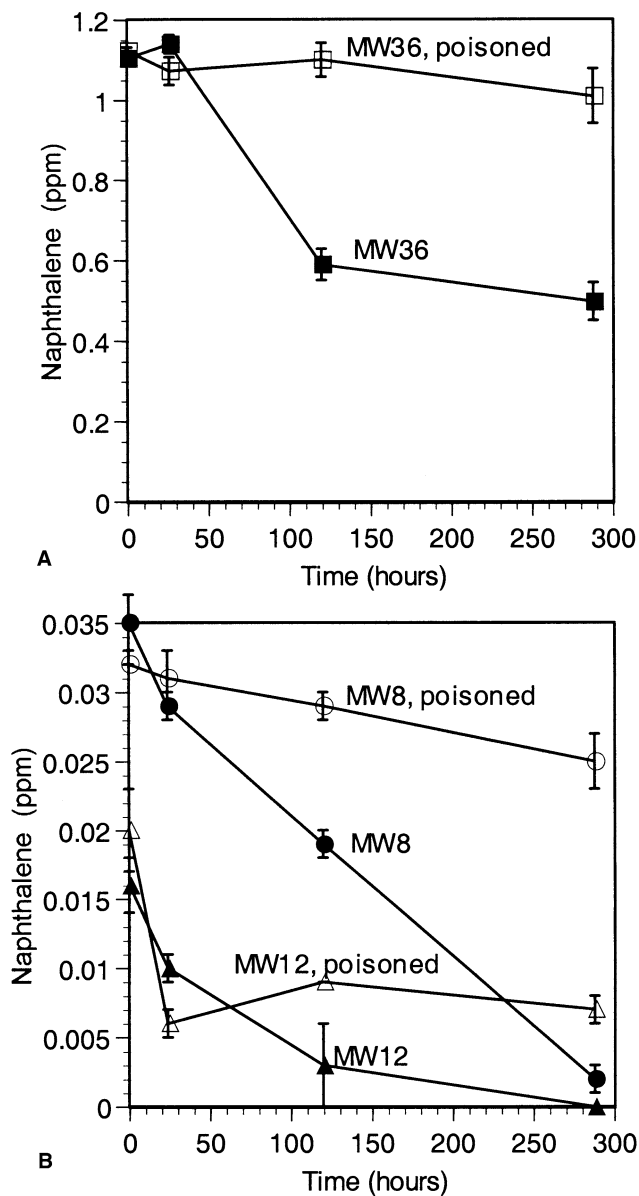 1.2
1
0.8
0.6
0.4
0.2
0
Naphthalene (ppm)
MW36, poisoned
MW36
0 50 100 150 200 250 300
Time (hours)
A
0.035
0.03
0.025
0.02
0.015
0.01
0.005
0
Naphthalene (ppm)
MW8, poisoned
MW8
MW12, poisoned
MW12
0 50 100 150 200 250 300
Time (hours)
B